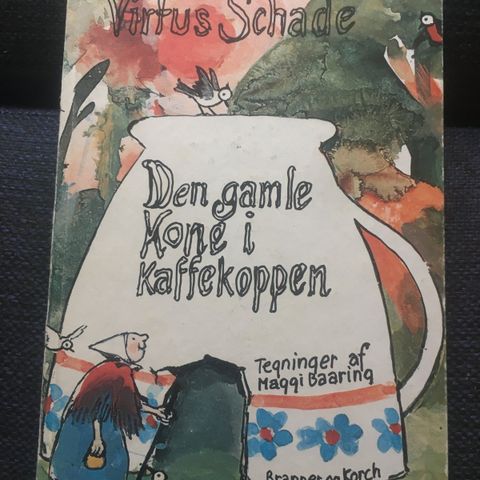 Virtus Schade
Den gamle
Kone i
Kaffekoppen
Tegninger af
Maggi Baaring
Branner og Korch